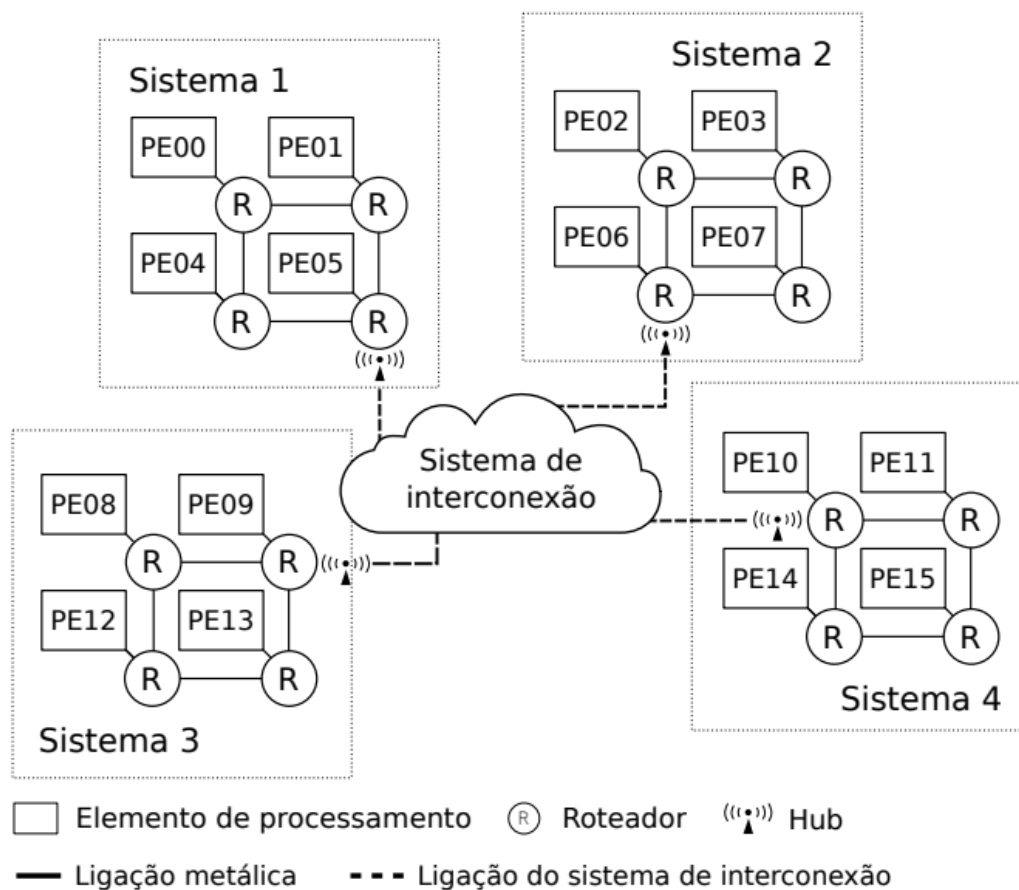 Sistema 1
PE00
PE01
R
R
PE04
PE05
R
R
Sistema 2
PE02
PE03
R
R
PE06
PE07
R
R
Sistema de
interconexão
PE08
PE09
R
R
PE12
PE13
R
R
Sistema 3
PE10
PE11
R
R
PE14
PE15
R
R
Sistema 4
Elemento de processamento
R
Roteador
Hub
Ligação metálica
Ligação do sistema de interconexão